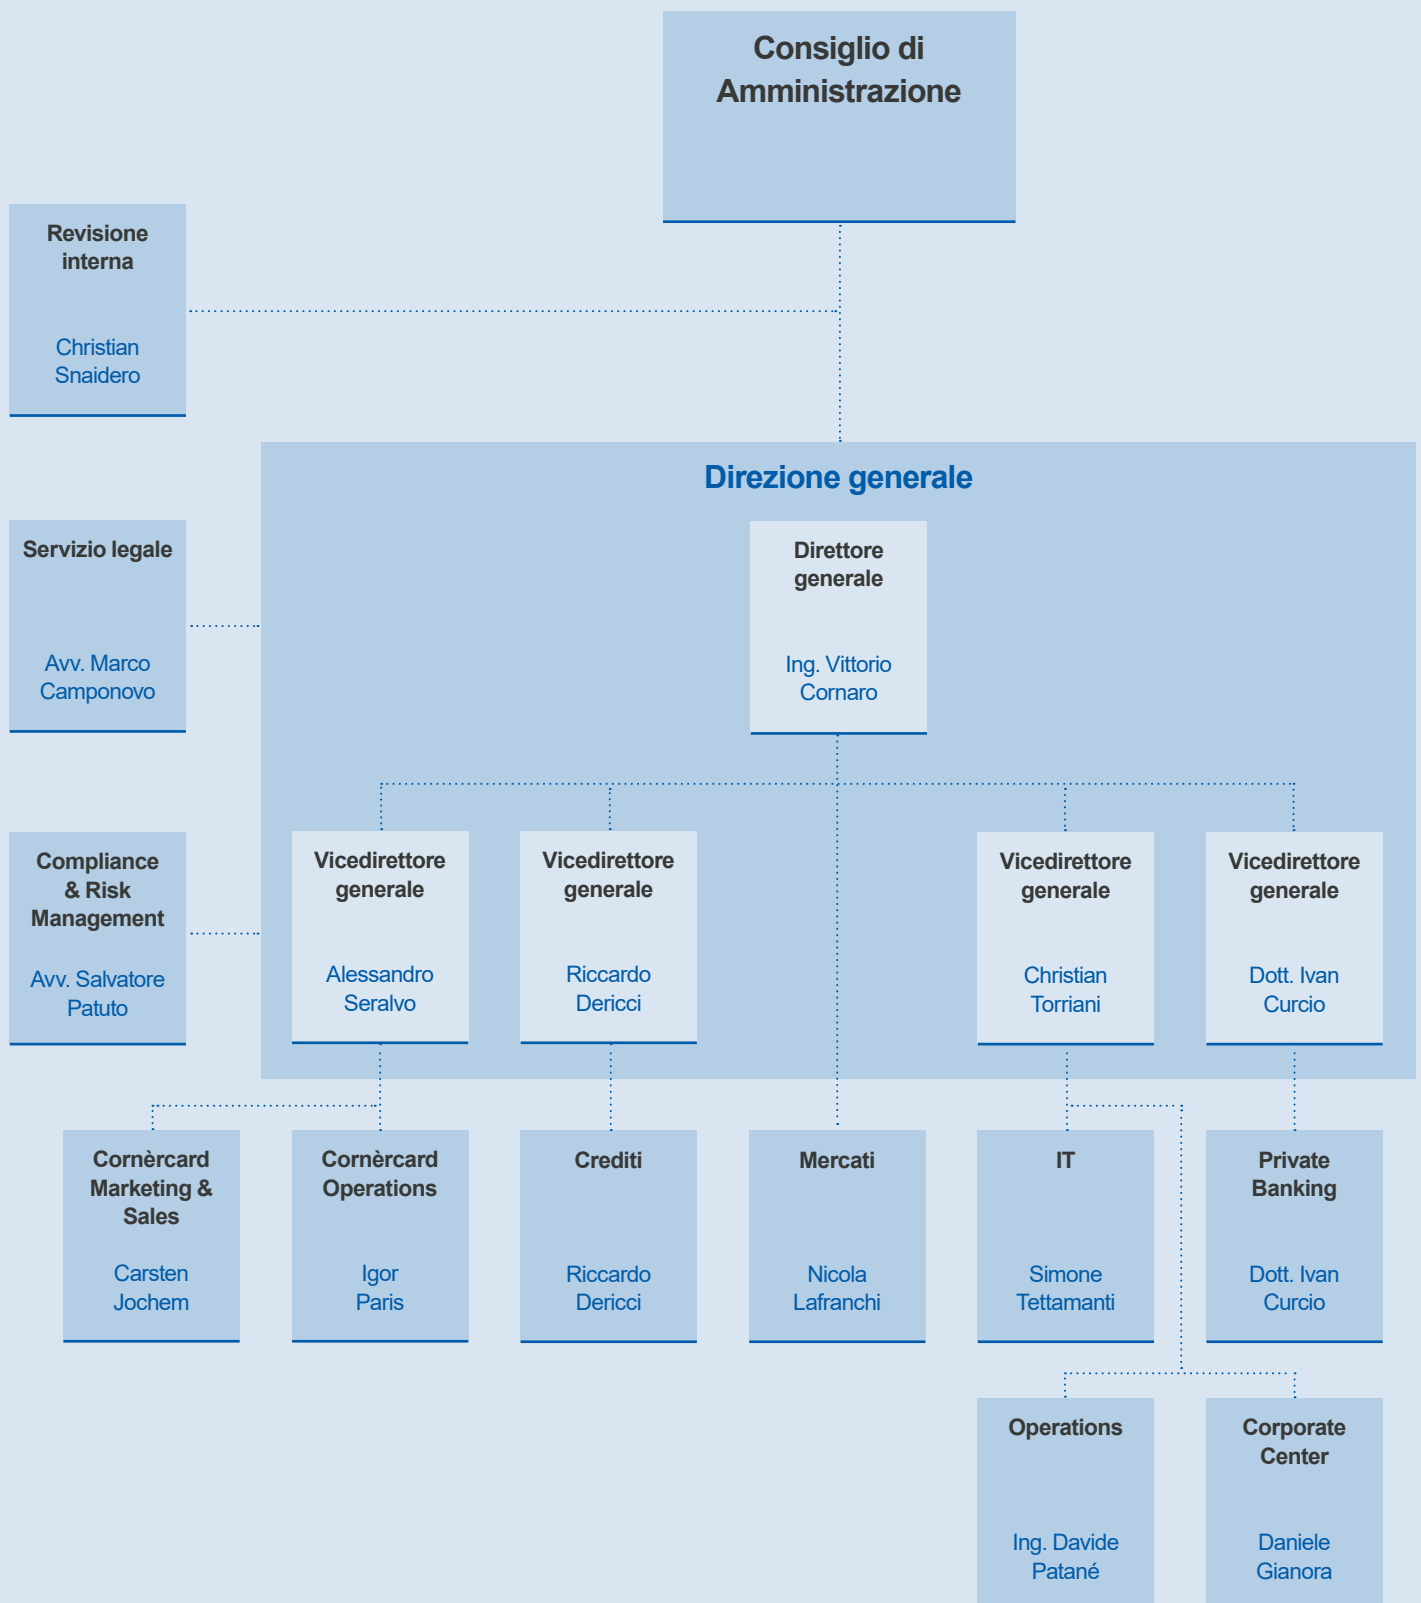 Consiglio di
Amministrazione
Revisione
interna
Christian
Snaidero
Direzione generale
Servizio legale
Avv. Marco
Camponovo
Direttore
generale
Ing. Vittorio
Cornaro
Compliance
& Risk
Management
Avv. Salvatore
Patuto
Vicedirettore
generale
Alessandro
Seralvo
Vicedirettore
generale
Riccardo
Dericci
Vicedirettore
generale
Christian
Torriani
Vicedirettore
generale
Dott. Ivan
Curcio
Cornèrcard
Marketing &
Sales
Carsten
Jochem
Cornèrcard
Operations
Igor
Paris
Crediti
Riccardo
Dericci
Mercati
Nicola
Lafranchi
IT
Simone
Tettamanti
Private
Banking
Dott. Ivan
Curcio
Operations
Ing. Davide
Patané
Corporate
Center
Daniele
Gianora